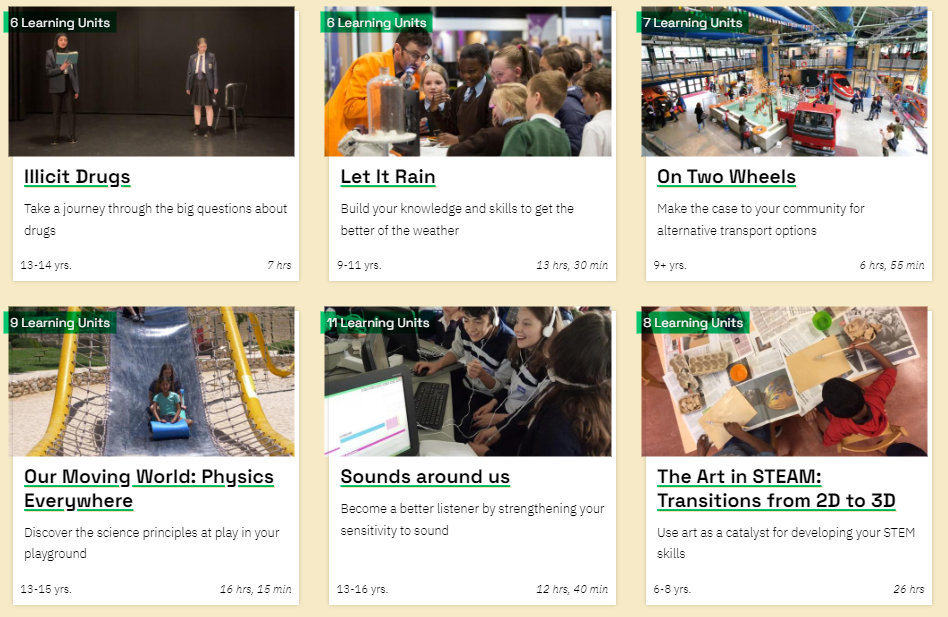 6 Learning Units
Illicit Drugs
Take a journey through the big questions about
drugs
13-14 yrs.
7 hrs
6 Learning Units
Let It Rain
Build your knowledge and skills to get the
better of the weather
9-11 yrs.
13 hrs, 30 min
7 Learning Units
On Two Wheels
Make the case to your community for
alternative transport options
9+ yrs.
6 hrs, 55 min
9 Learning Units
Our Moving World: Physics
Everywhere
Discover the science principles at play in your
playground
13-15 yrs.
16 hrs, 15 min
11 Learning Units
Sounds around us
Become a better listener by strengthening your
sensitivity to sound
13-16 yrs.
12 hrs, 40 min
8 Learning Units
The Art in STEAM:
Transitions from 2D to 3D
Use art as a catalyst for developing your STEM
skills
6-8 yrs.
26 hrs